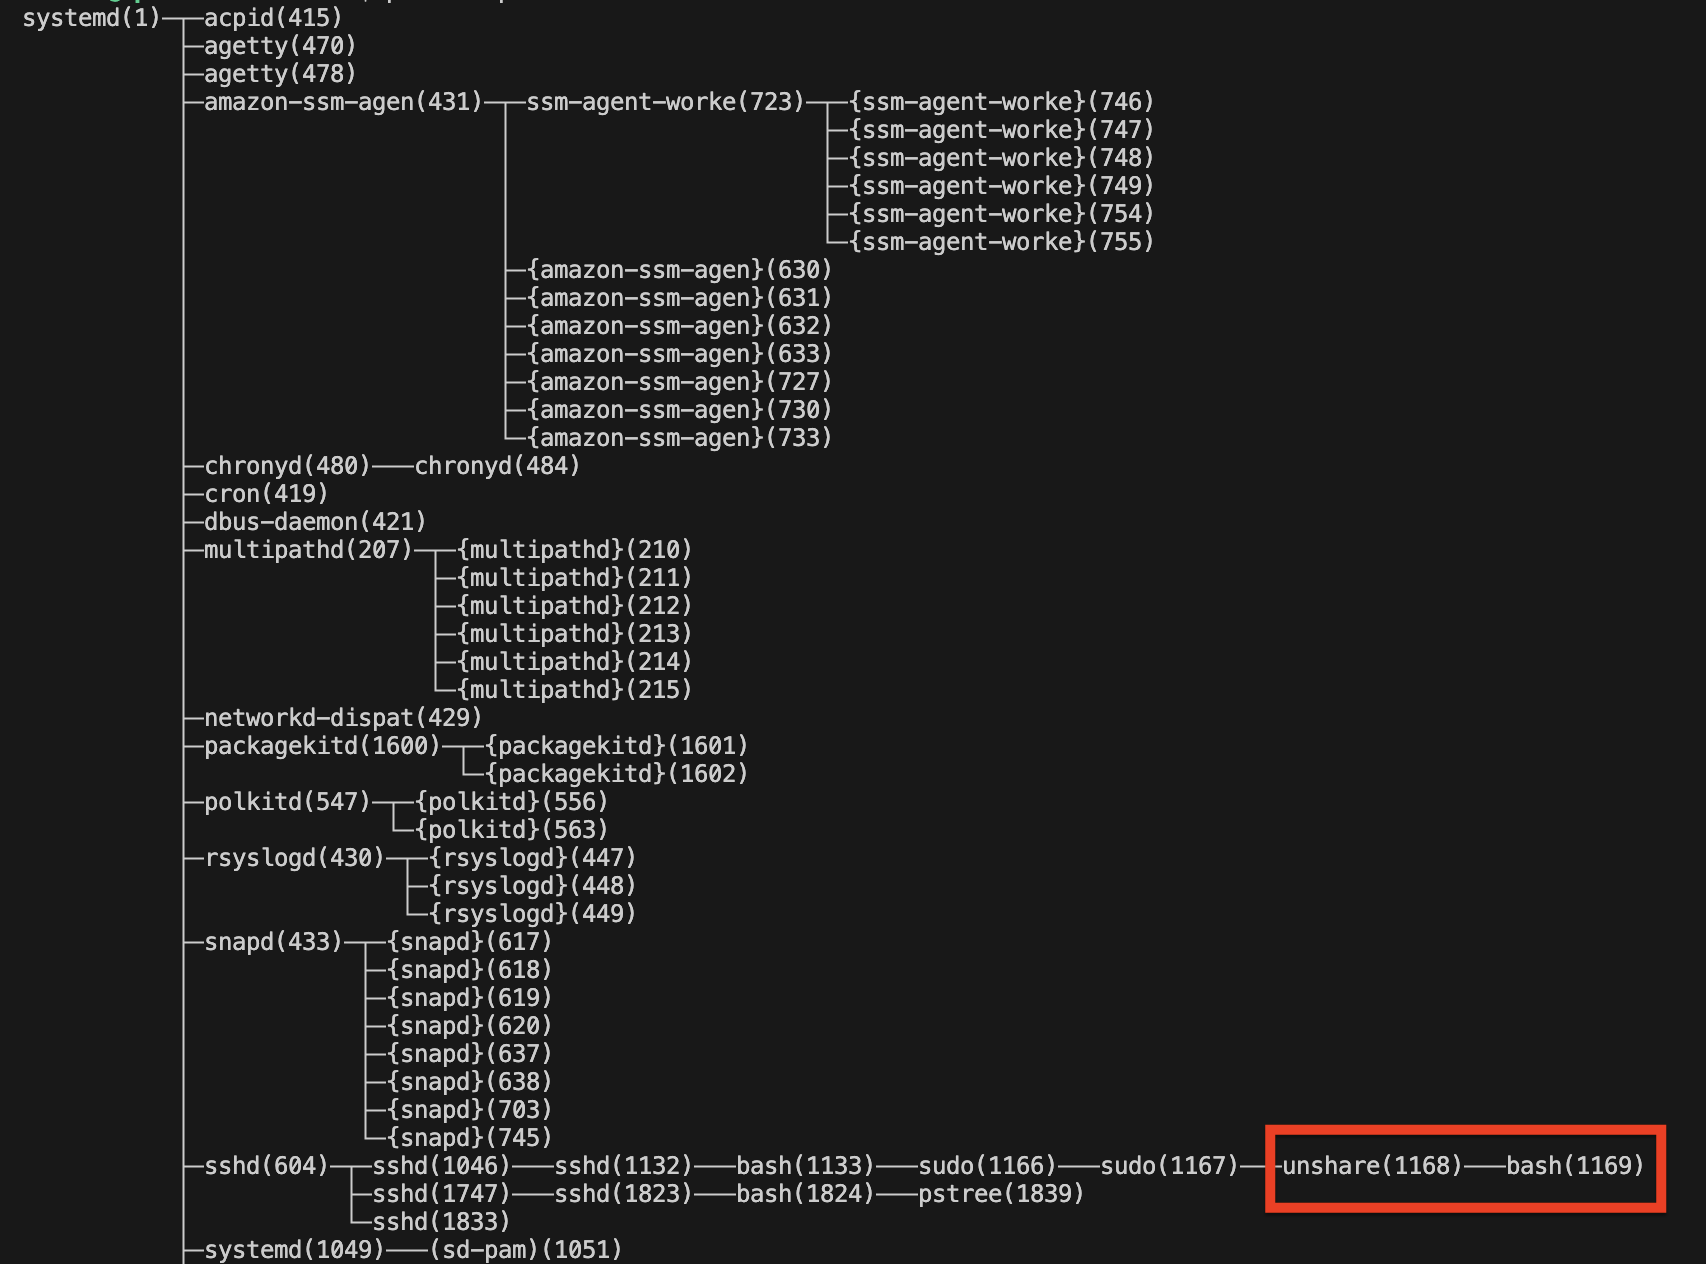 systemd(1)─┬─acpid(415)
├─agetty(470)
├─agetty(478)
├─amazon-ssm-agen(431)─┬─ssm-agent-worke(723)─┬─{ssm-agent-worke}(746)
├─{ssm-agent-worke}(747)
├─{ssm-agent-worke}(748)
├─{ssm-agent-worke}(749)
├─{ssm-agent-worke}(754)
└─{ssm-agent-worke}(755)
├─{amazon-ssm-agen}(630)
├─{amazon-ssm-agen}(631)
├─{amazon-ssm-agen}(632)
├─{amazon-ssm-agen}(633)
├─{amazon-ssm-agen}(727)
├─{amazon-ssm-agen}(730)
└─{amazon-ssm-agen}(733)
├─chronyd(480)───chronyd(484)
├─cron(419)
├─dbus-daemon(421)
├─multipathd(207)─┬─{multipathd}(210)
├─{multipathd}(211)
├─{multipathd}(212)
├─{multipathd}(213)
├─{multipathd}(214)
└─{multipathd}(215)
├─networkd-dispat(429)
├─packagekitd(1600)─┬─{packagekitd}(1601)
└─{packagekitd}(1602)
├─polkitd(547)─┬─{polkitd}(556)
└─{polkitd}(563)
├─rsyslogd(430)─┬─{rsyslogd}(447)
├─{rsyslogd}(448)
└─{rsyslogd}(449)
├─snapd(433)─┬─{snapd}(617)
├─{snapd}(618)
├─{snapd}(619)
├─{snapd}(620)
├─{snapd}(637)
├─{snapd}(638)
├─{snapd}(703)
└─{snapd}(745)
├─sshd(604)─┬─sshd(1046)───sshd(1132)───bash(1133)───sudo(1166)───sudo(1167)───unshare(1168)───bash(1169)
├─sshd(1747)───sshd(1823)───bash(1824)───pstree(1839)
└─sshd(1833)
├─systemd(1049)───(sd-pam)(1051)